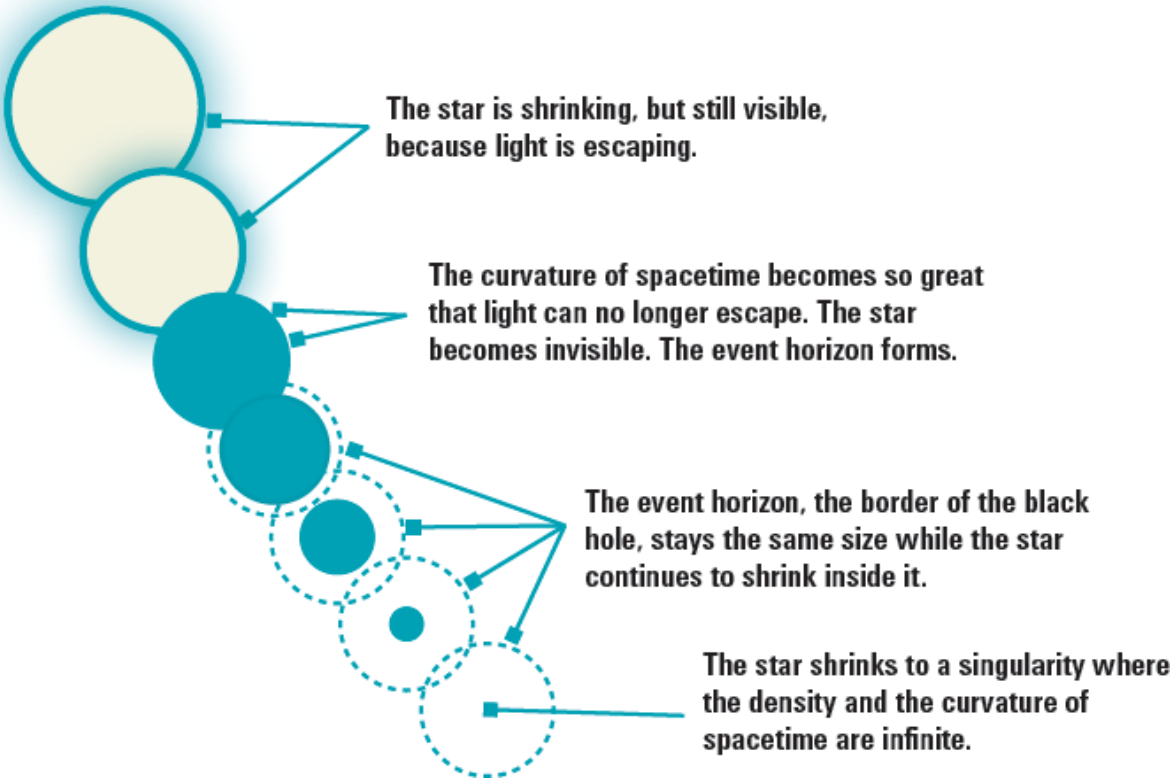 The star is shrinking, but still visible,
because light is escaping.
The curvature of spacetime becomes so great
that light can no longer escape. The star
becomes invisible. The event horizon forms.
The event horizon, the border of the black
hole, stays the same size while the star
continues to shrink inside it.
The star shrinks to a singularity where
the density and the curvature of
spacetime are infinite.